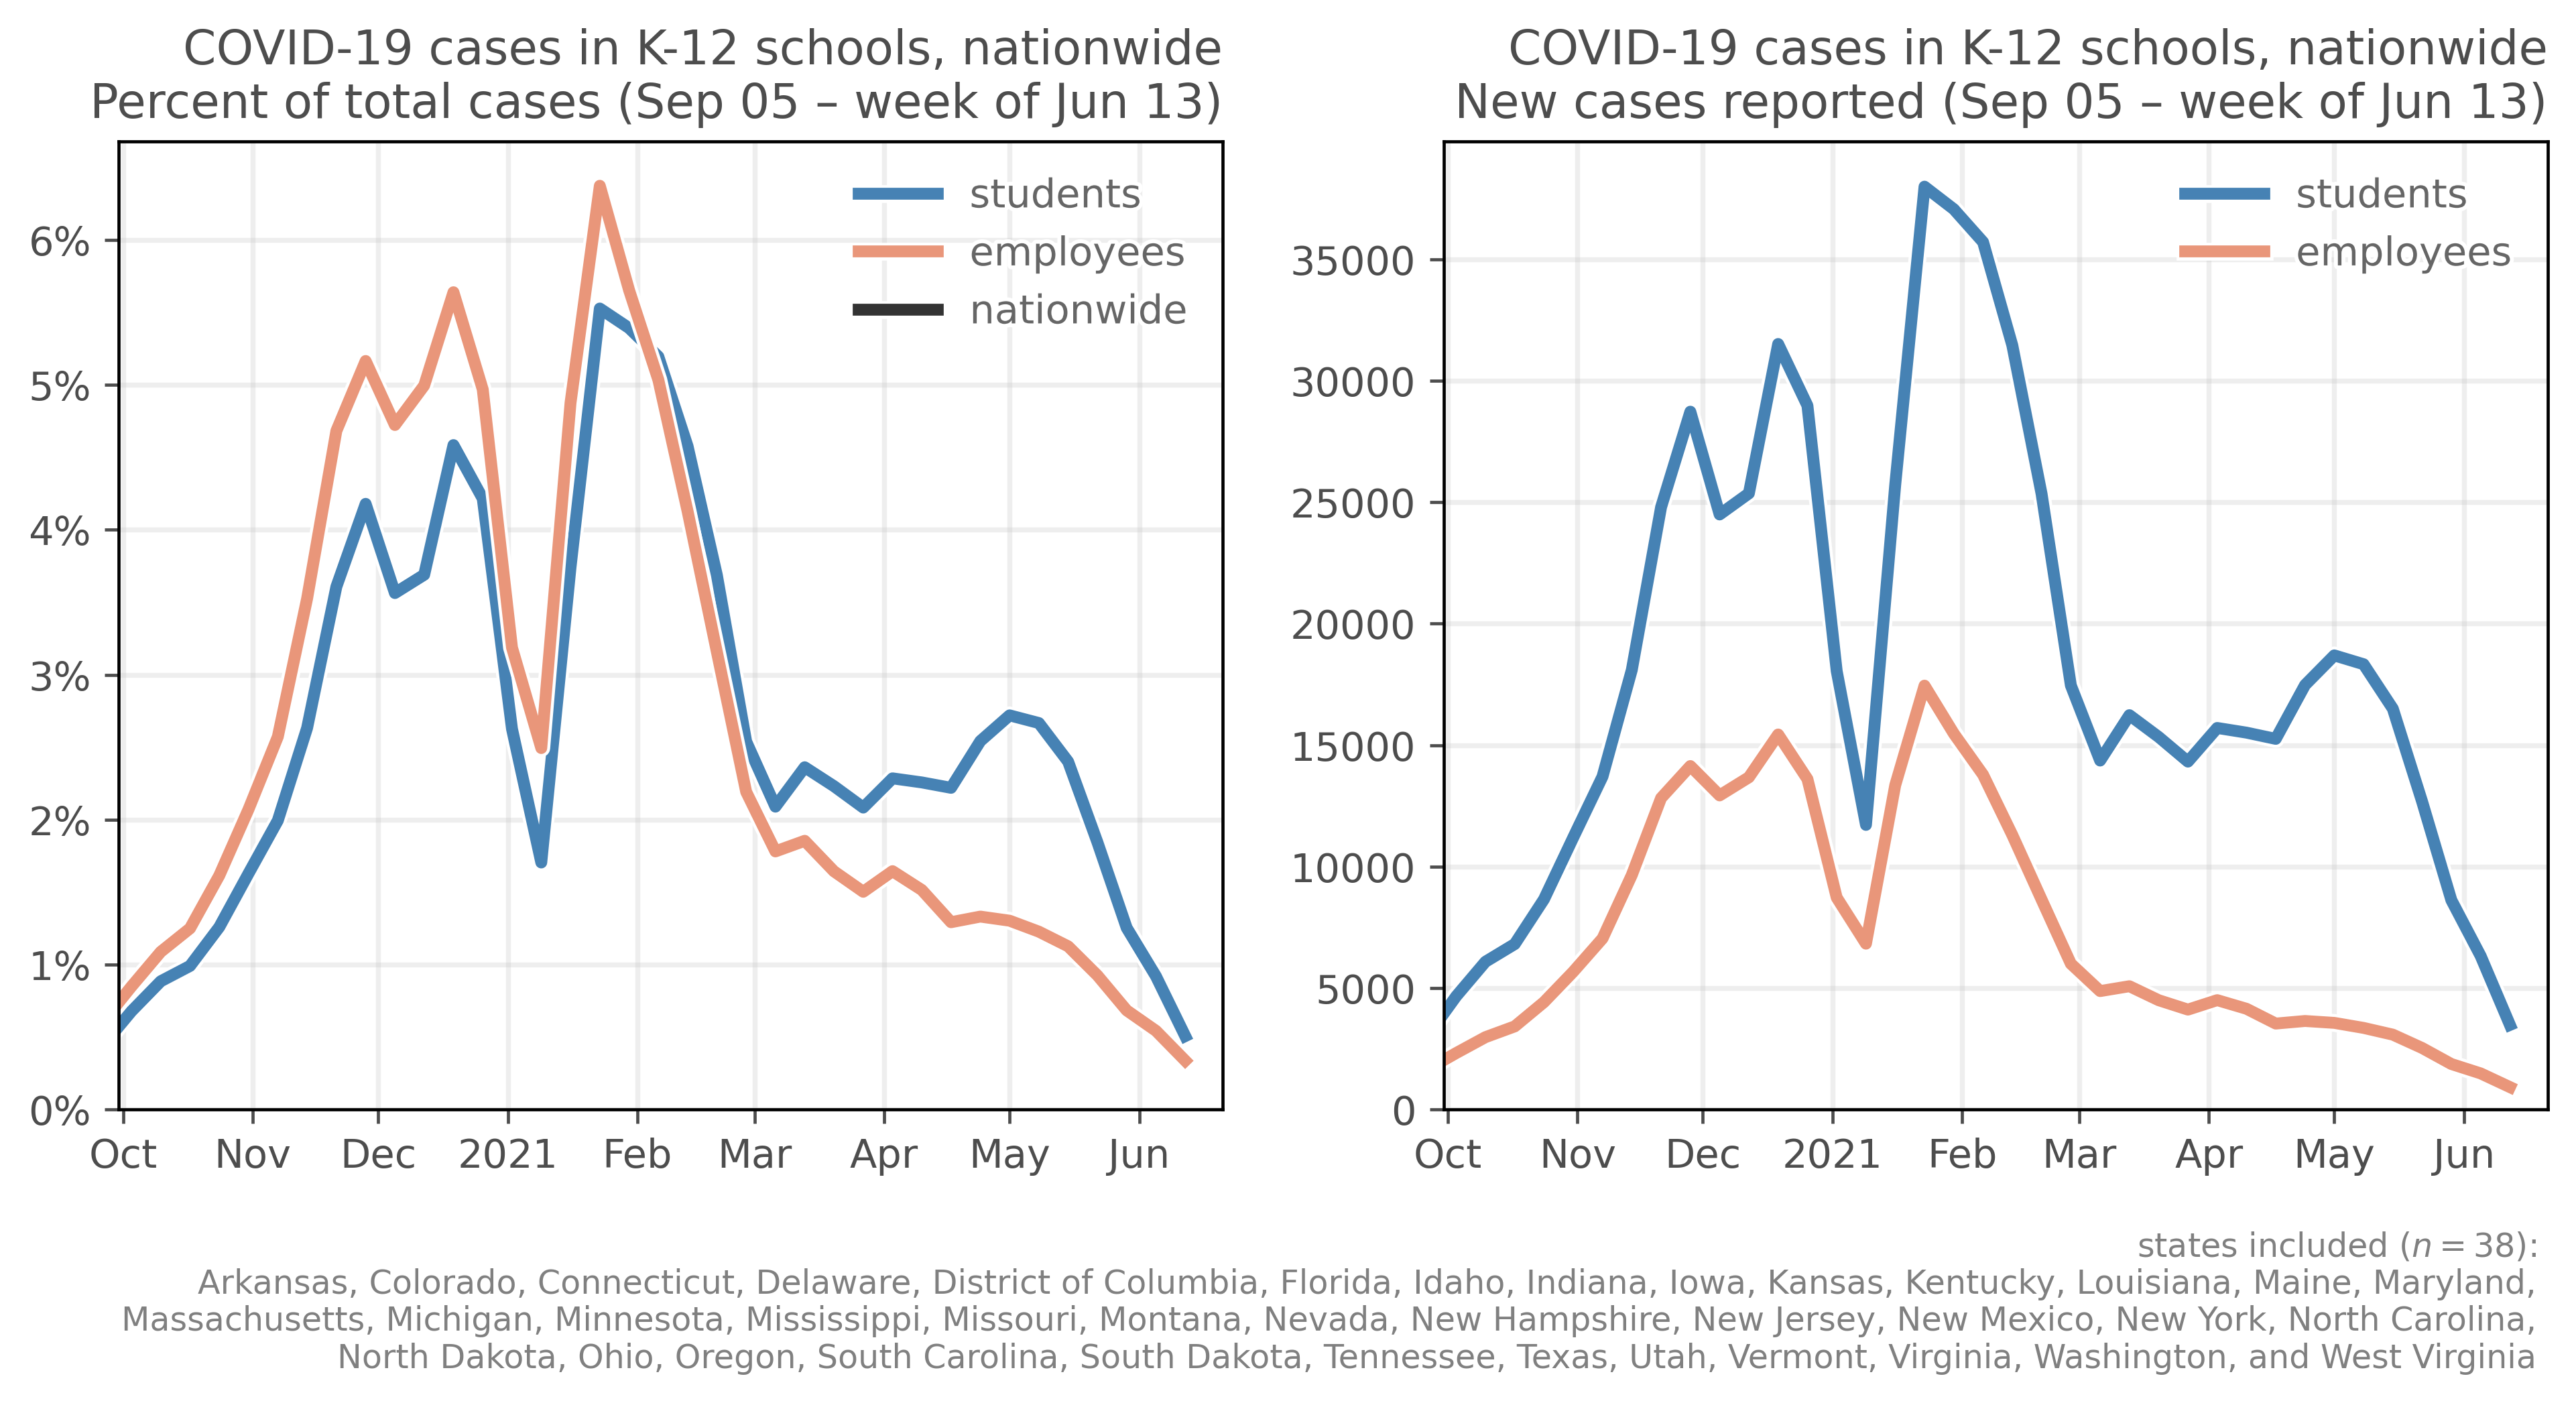 COVID-19 cases in K-12 schools, nationwide
Percent of total cases (Sep 05 – week of Jun 13)
students
employees
nationwide
6%
5%
4%
3%
2%
1%
0%
Oct Nov Dec 2021 Feb Mar Apr May Jun
COVID-19 cases in K-12 schools, nationwide
New cases reported (Sep 05 – week of Jun 13)
students
employees
35000
30000
25000
20000
15000
10000
5000
0
Oct Nov Dec 2021 Feb Mar Apr May Jun
states included (n = 38):
Arkansas, Colorado, Connecticut, Delaware, District of Columbia, Florida, Idaho, Indiana, Iowa, Kansas, Kentucky, Louisiana, Maine, Maryland,
Massachusetts, Michigan, Minnesota, Mississippi, Missouri, Montana, Nevada, New Hampshire, New Jersey, New Mexico, New York, North Carolina,
North Dakota, Ohio, Oregon, South Carolina, South Dakota, Tennessee, Texas, Utah, Vermont, Virginia, Washington, and West Virginia